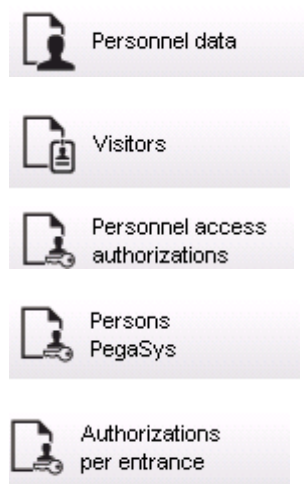 Personnel data
Visitors
Personnel access
authorizations
Persons
PegaSys
Authorizations
per entrance